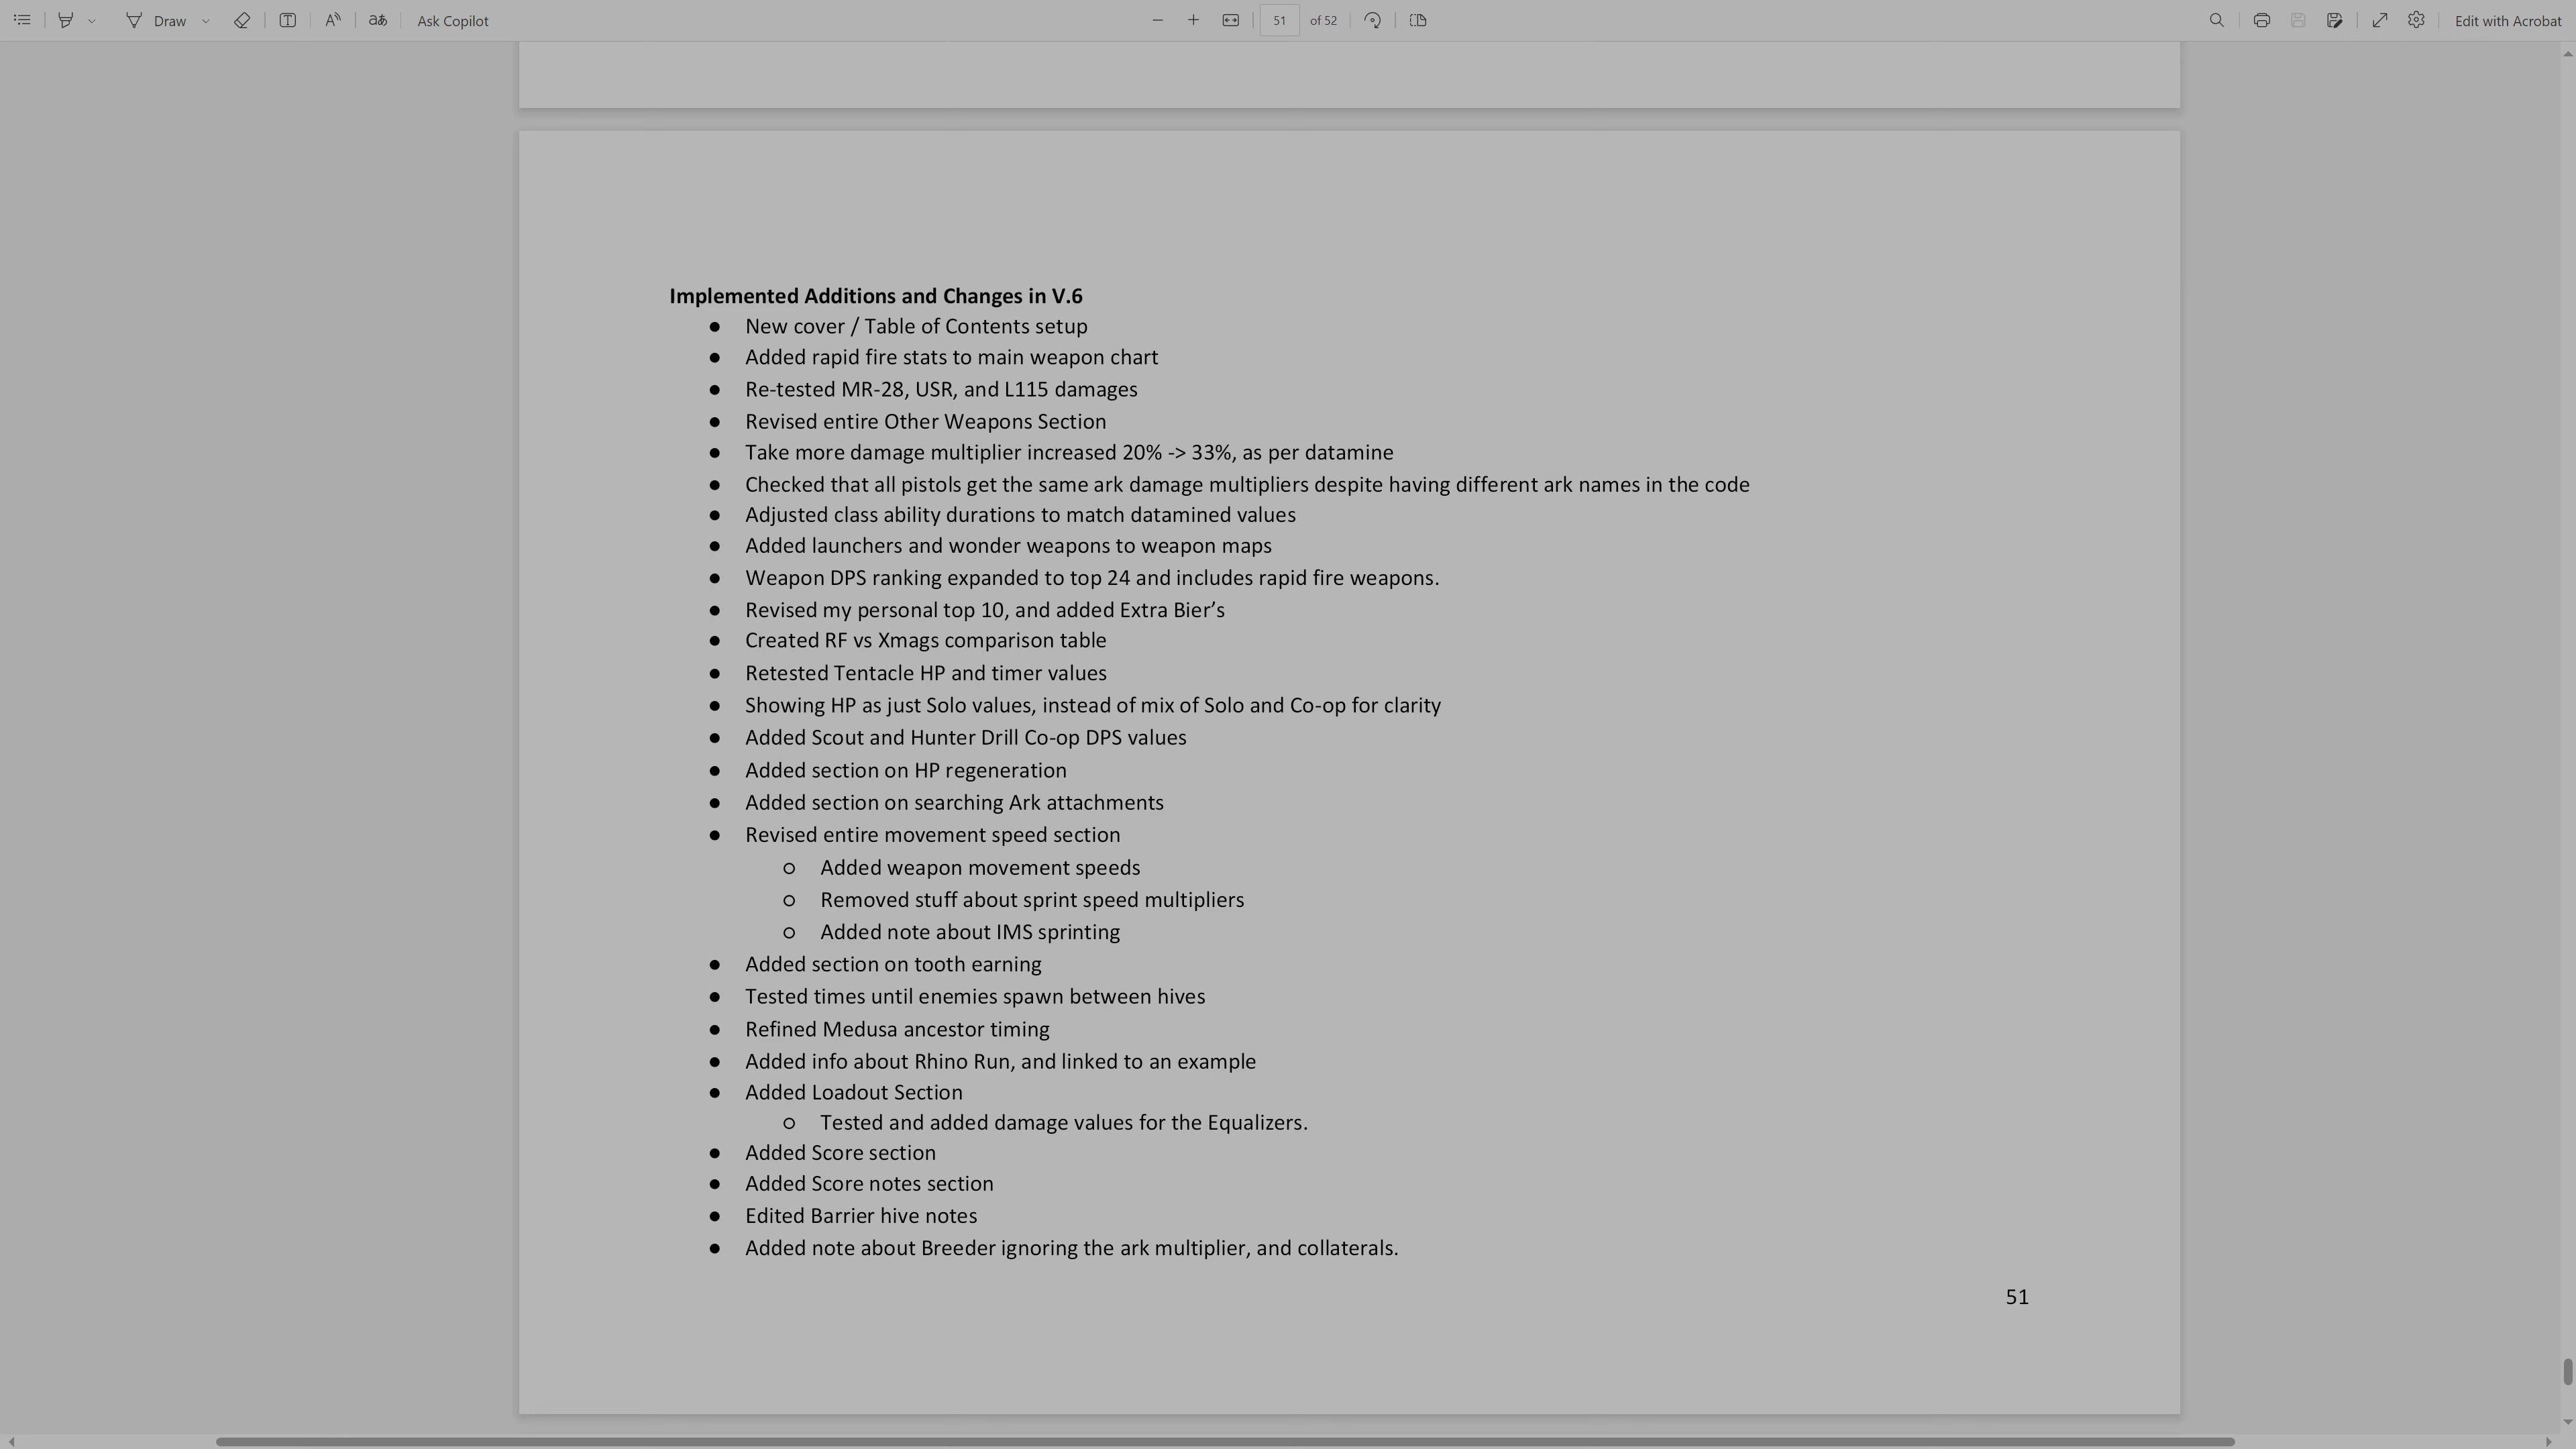 Draw
Ask Copilot
51
of 52
Edit with Acrobat
Implemented Additions and Changes in V.6
● New cover / Table of Contents setup
● Added rapid fire stats to main weapon chart
● Re-tested MR-28, USR, and L115 damages
● Revised entire Other Weapons Section
● Take more damage multiplier increased 20% -> 33%, as per datamine
● Checked that all pistols get the same ark damage multipliers despite having different ark names in the code
● Adjusted class ability durations to match datamined values
● Added launchers and wonder weapons to weapon maps
● Weapon DPS ranking expanded to top 24 and includes rapid fire weapons.
● Revised my personal top 10, and added Extra Bier’s
● Created RF vs Xmags comparison table
● Retested Tentacle HP and timer values
● Showing HP as just Solo values, instead of mix of Solo and Co-op for clarity
● Added Scout and Hunter Drill Co-op DPS values
● Added section on HP regeneration
● Added section on searching Ark attachments
● Revised entire movement speed section
○ Added weapon movement speeds
○ Removed stuff about sprint speed multipliers
○ Added note about IMS sprinting
● Added section on tooth earning
● Tested times until enemies spawn between hives
● Refined Medusa ancestor timing
● Added info about Rhino Run, and linked to an example
● Added Loadout Section
○ Tested and added damage values for the Equalizers.
● Added Score section
● Added Score notes section
● Edited Barrier hive notes
● Added note about Breeder ignoring the ark multiplier, and collaterals.
51